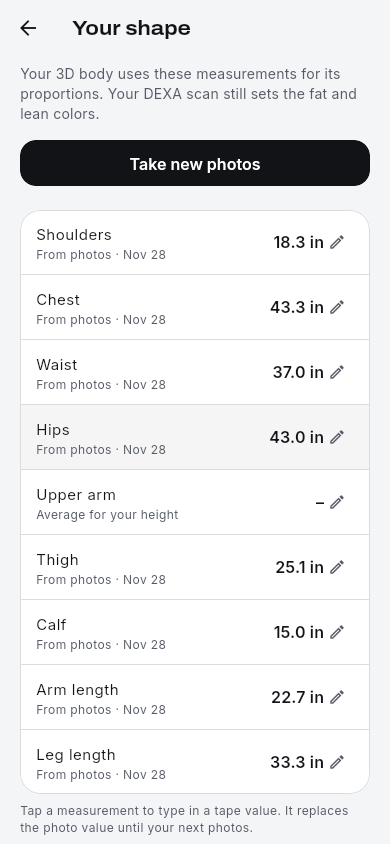 Your shape
Your 3D body uses these measurements for its
proportions. Your DEXA scan still sets the fat and
lean colors.
Take new photos
Shoulders
From photos · Nov 28
18.3 in
Chest
From photos · Nov 28
43.3 in
Waist
From photos · Nov 28
37.0 in
Hips
From photos · Nov 28
43.0 in
Upper arm
Average for your height
–
Thigh
From photos · Nov 28
25.1 in
Calf
From photos · Nov 28
15.0 in
Arm length
From photos · Nov 28
22.7 in
Leg length
From photos · Nov 28
33.3 in
Tap a measurement to type in a tape value. It replaces
the photo value until your next photos.